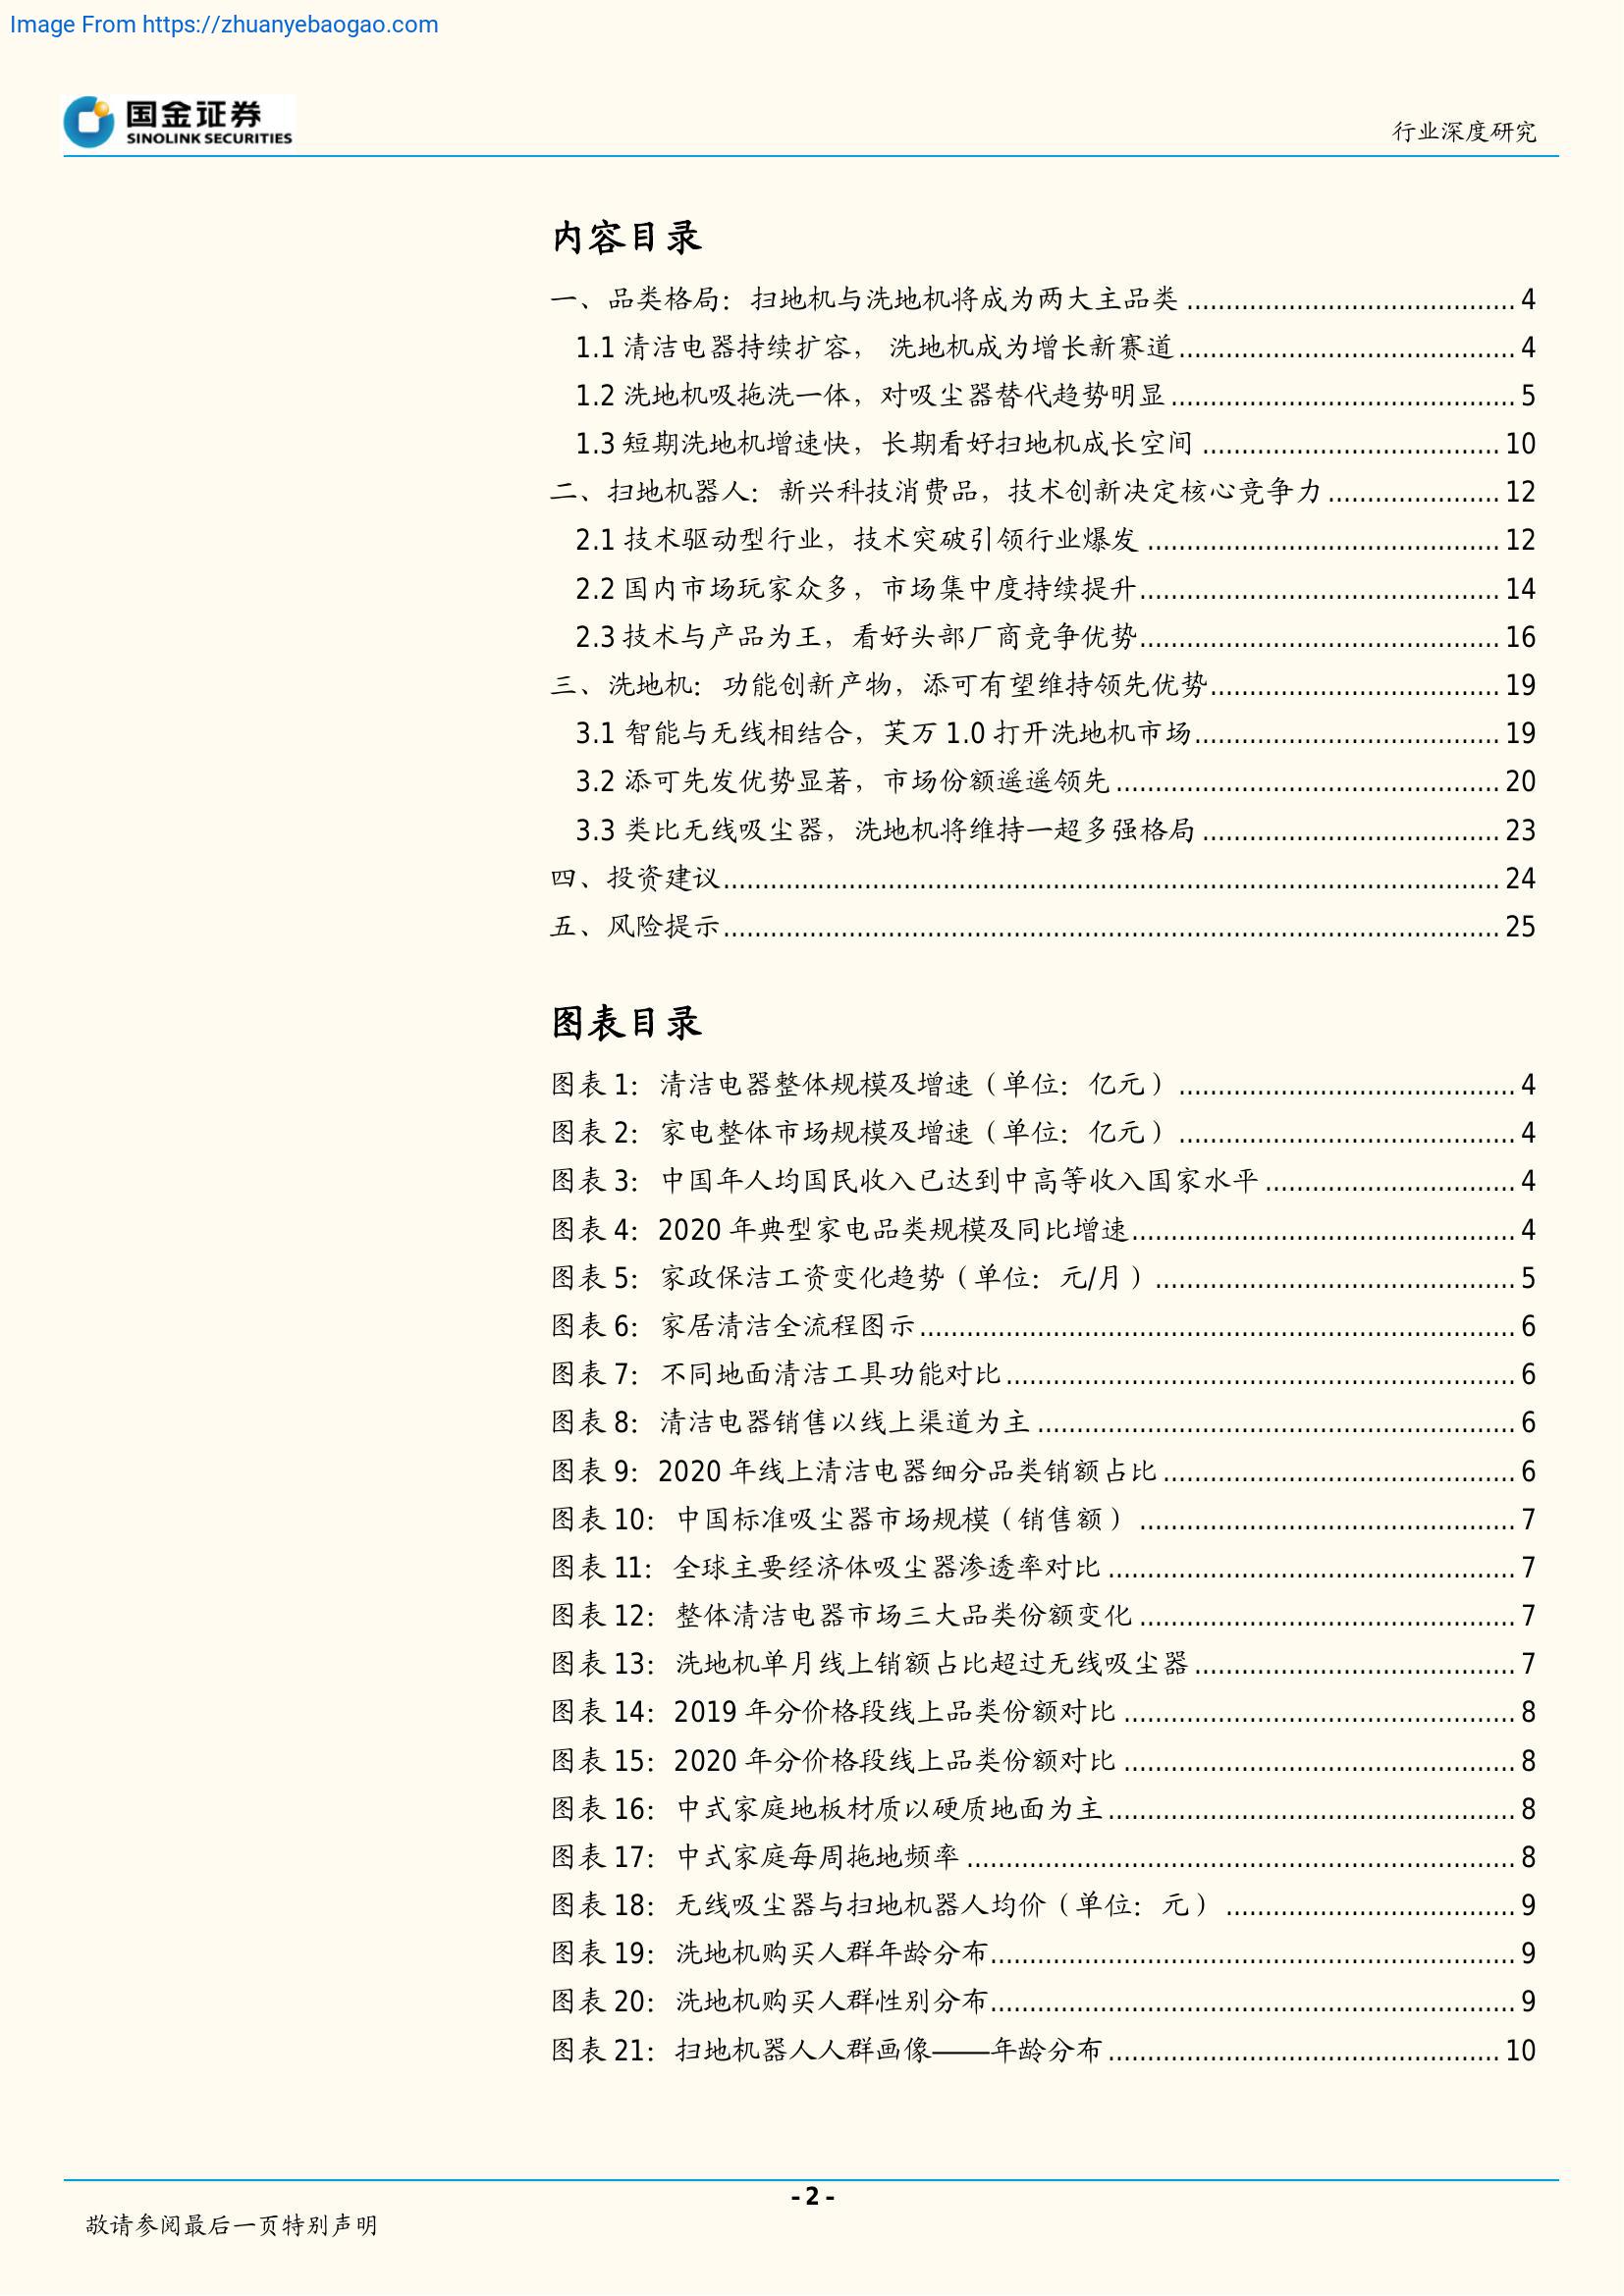 Image From https://zhuanyebaogao.com
国金证券
SINOLINK SECURITIES
行业深度研究
内容目录
一、品类格局：扫地机与洗地机将成为两大主品类 ........................................ 4
1.1 清洁电器持续扩容， 洗地机成为增长新赛道 ........................................ 4
1.2 洗地机吸拖洗一体，对吸尘器替代趋势明显 ........................................ 5
1.3 短期洗地机增速快，长期看好扫地机成长空间 ........................................ 10
二、扫地机器人：新兴科技消费品，技术创新决定核心竞争力 ........................................ 12
2.1 技术驱动型行业，技术突破引领行业爆发 ........................................ 12
2.2 国内市场玩家众多，市场集中度持续提升 ........................................ 14
2.3 技术与产品为王，看好头部厂商竞争优势 ........................................ 16
三、洗地机：功能创新产物，添可有望维持领先优势 ........................................ 19
3.1 智能与无线相结合，芙万 1.0 打开洗地机市场 ........................................ 19
3.2 添可先发优势显著，市场份额遥遥领先 ........................................ 20
3.3 类比无线吸尘器，洗地机将维持一超多强格局 ........................................ 23
四、投资建议 ........................................ 24
五、风险提示 ........................................ 25
图表目录
图表 1：清洁电器整体规模及增速（单位：亿元） ........................................ 4
图表 2：家电整体市场规模及增速（单位：亿元） ........................................ 4
图表 3：中国年人均国民收入已达到中高等收入国家水平 ........................................ 4
图表 4：2020 年典型家电品类规模及同比增速 ........................................ 4
图表 5：家政保洁工资变化趋势（单位：元/月） ........................................ 5
图表 6：家居清洁全流程图示 ........................................ 6
图表 7：不同地面清洁工具功能对比 ........................................ 6
图表 8：清洁电器销售以线上渠道为主 ........................................ 6
图表 9：2020 年线上清洁电器细分品类销额占比 ........................................ 6
图表 10：中国标准吸尘器市场规模（销售额） ........................................ 7
图表 11：全球主要经济体吸尘器渗透率对比 ........................................ 7
图表 12：整体清洁电器市场三大品类份额变化 ........................................ 7
图表 13：洗地机单月线上销额占比超过无线吸尘器 ........................................ 7
图表 14：2019 年分价格段线上品类份额对比 ........................................ 8
图表 15：2020 年分价格段线上品类份额对比 ........................................ 8
图表 16：中式家庭地板材质以硬质地面为主 ........................................ 8
图表 17：中式家庭每周拖地频率 ........................................ 8
图表 18：无线吸尘器与扫地机器人均价（单位：元） ........................................ 9
图表 19：洗地机购买人群年龄分布 ........................................ 9
图表 20：洗地机购买人群性别分布 ........................................ 9
图表 21：扫地机器人人群画像——年龄分布 ........................................ 10
- 2 -
敬请参阅最后一页特别声明